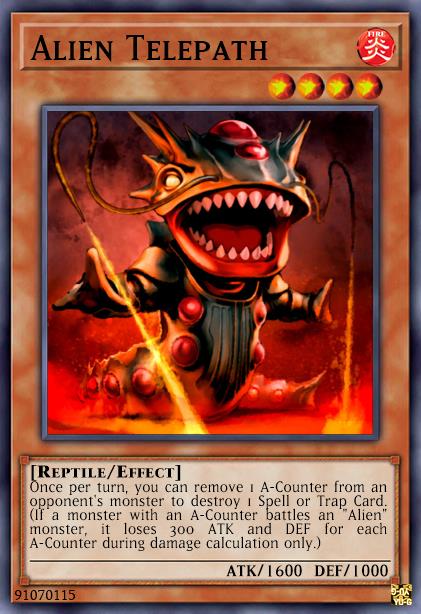 Alien Telepath
FIRE
炎
[Reptile/Effect]
Once per turn, you can remove 1 A-Counter from an
opponent's monster to destroy 1 Spell or Trap Card.
(If a monster with an A-Counter battles an "Alien"
monster, it loses 300 ATK and DEF for each
A-Counter during damage calculation only.)
ATK/1600 DEF/1000
91070115